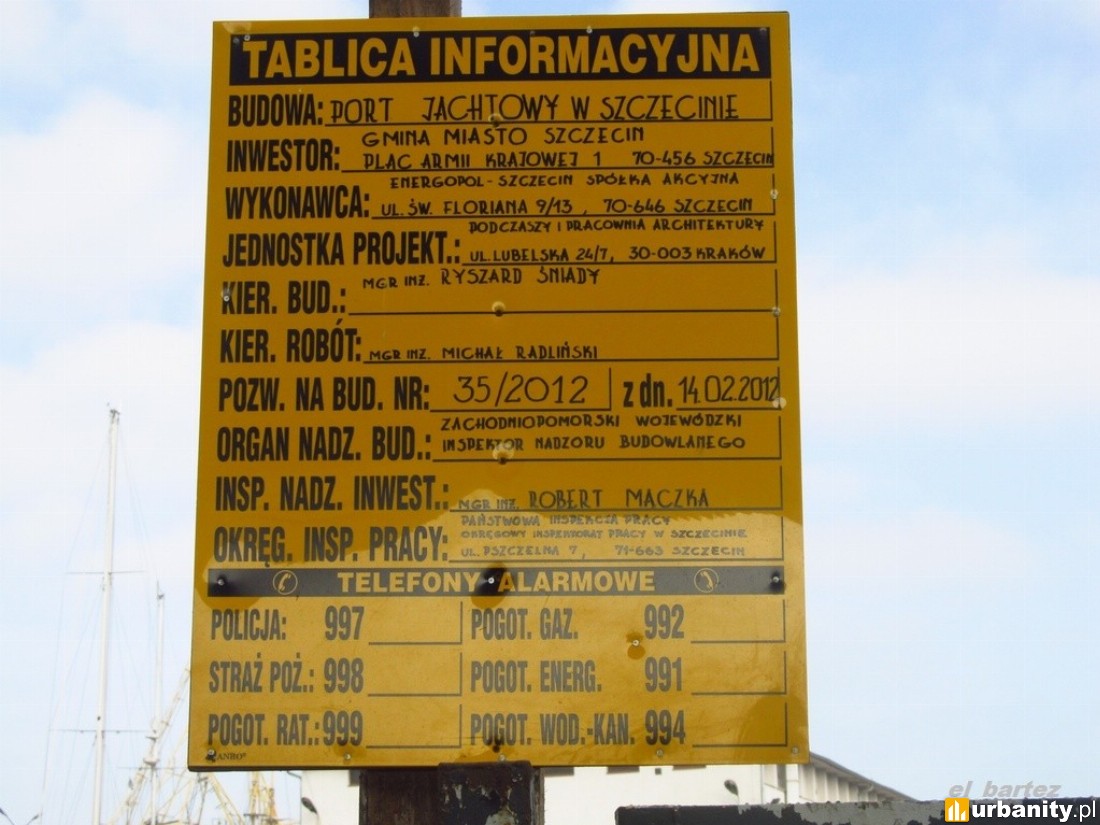 TABLICA INFORMACYJNA
BUDOWA: PORT JACHTOWY W SZCZECINIE
GMINA MIASTO SZCZECIN
INWESTOR: PLAC ARMII KRAJOWEJ 1 70-456 SZCZECIN
ENERGOPOL-SZCZECIN SPÓŁKA AKCYJNA
WYKONAWCA: UL. ŚW. FLORIANA 9/13, 70-646 SZCZECIN
PODCZASZY I PRACOWNIA ARCHITEKTURY
JEDNOSTKA PROJEKT.: UL. LUBELSKA 24/7, 30-003 KRAKÓW
KIER. BUD.: MGR INŻ. RYSZARD ŚNIADY
KIER. ROBÓT: MGR INŻ. MICHAŁ RADLIŃSKI
POZW. NA BUD. NR: 35/2012 z dn. 14.02.2012
ZACHODNIOPOMORSKI WOJEWÓDZKI
ORGAN NADZ. BUD.: INSPEKTOR NADZORU BUDOWLANEGO
INSP. NADZ. INWEST.: MGR INŻ. ROBERT MACZKA
PAŃSTWOWA INSPEKCJA PRACY
OKRĘGOWY INSPEKTORAT PRACY W SZCZECINIE
OKRĘG. INSP. PRACY: UL. PSZCZELNA 7, 71-663 SZCZECIN
TELEFONY ALARMOWE
POLICJA: 997 POGOT. GAZ. 992
STRAŻ POŻ.: 998 POGOT. ENERG. 991
POGOT. RAT.: 999 POGOT. WOD.-KAN. 994
el bartez
urbanity.pl